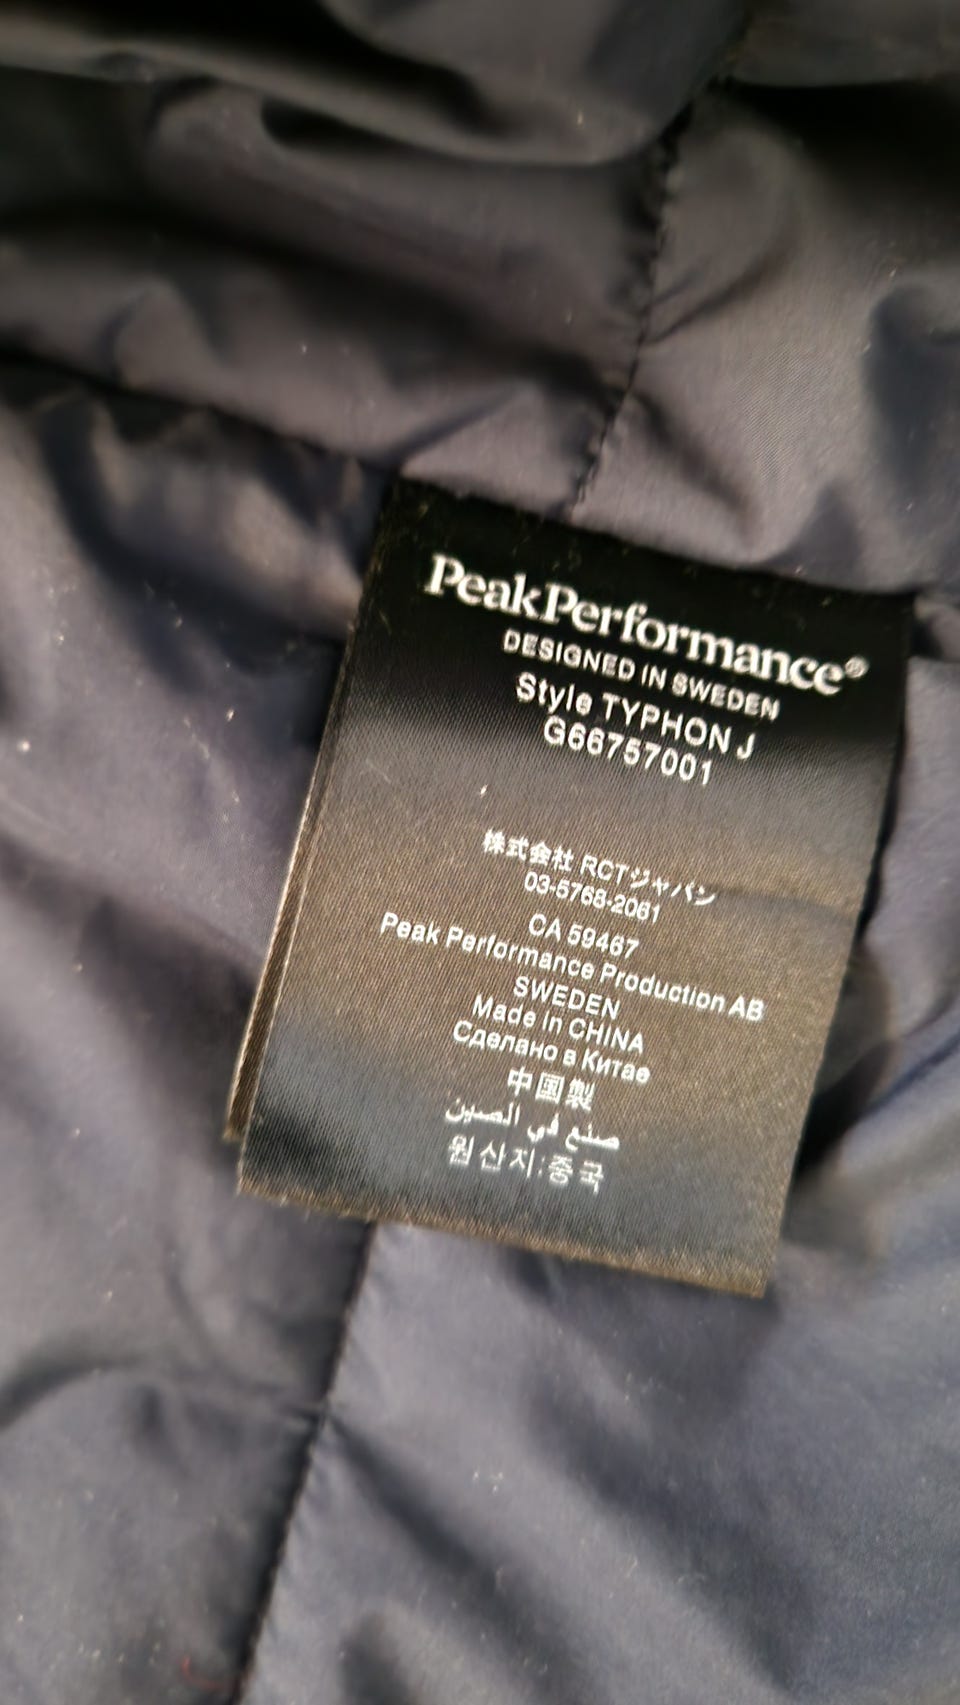 PeakPerformance®
DESIGNED IN SWEDEN
Style TYPHON J
G66757001
株式会社 RCTジャパン
03-5768-2061
CA 59467
Peak Performance Production AB
SWEDEN
Made in CHINA
Сделано в Китае
中国製
صنع في الصين
원산지:중국